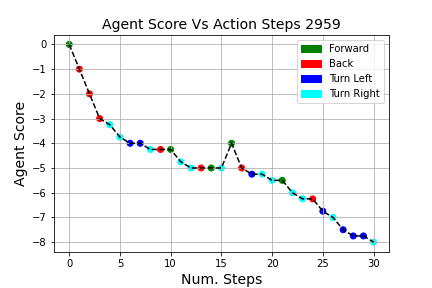 Agent Score Vs Action Steps 2959
Forward
Back
Turn Left
Turn Right
Agent Score
0
−1
−2
−3
−4
−5
−6
−7
−8
0 5 10 15 20 25 30
Num. Steps